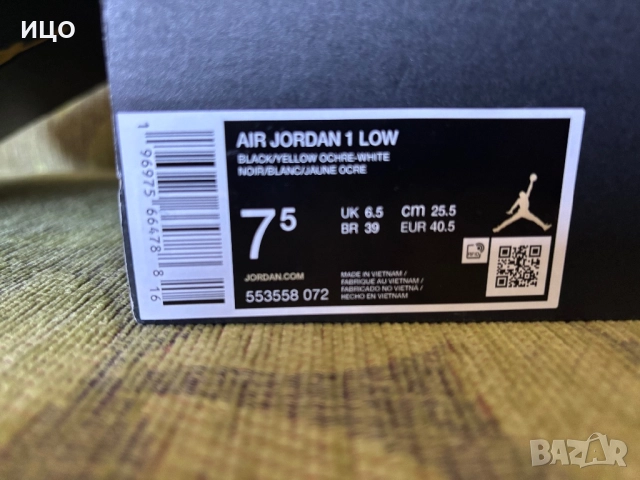 ицо
AIR JORDAN 1 LOW
BLACK/YELLOW OCHRE-WHITE
NOIR/BLANC/JAUNE OCRE
7 5
UK 6.5 cm 25.5
BR 39 EUR 40.5
JORDAN.COM
553558 072
MADE IN VIETNAM /
FABRIQUE AU VIETNAM /
FABRICADO NO VIETNÃ /
HECHO EN VIETNAM
1 96975 66478 8 16
BAZAR